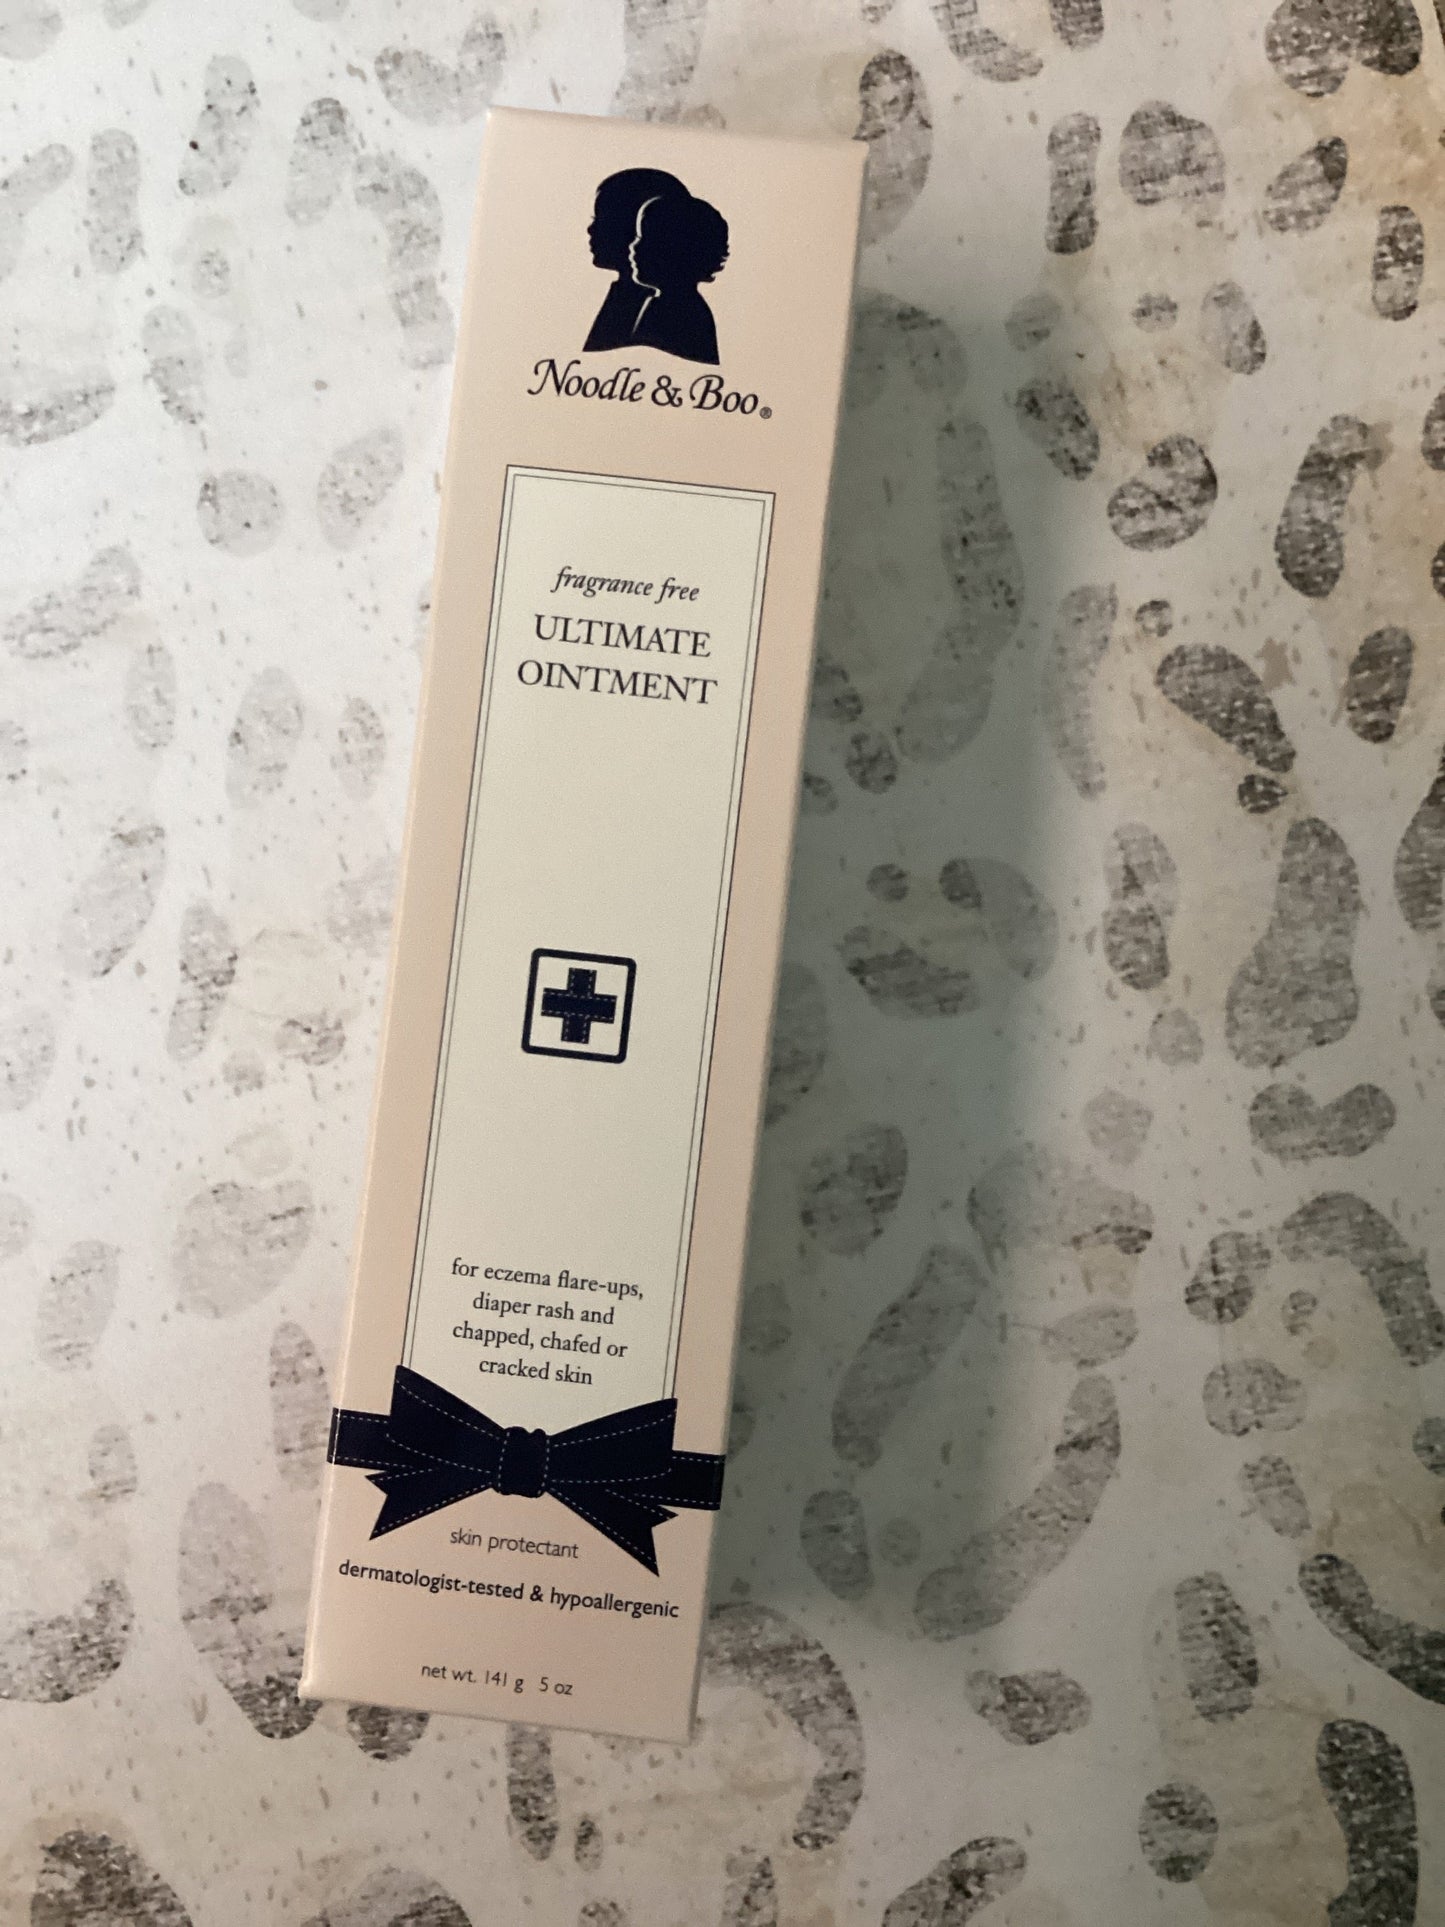 Noodle & Boo®
fragrance free
ULTIMATE
OINTMENT
for eczema flare-ups,
diaper rash and
chapped, chafed or
cracked skin
skin protectant
dermatologist-tested & hypoallergenic
net wt. 141 g 5 oz